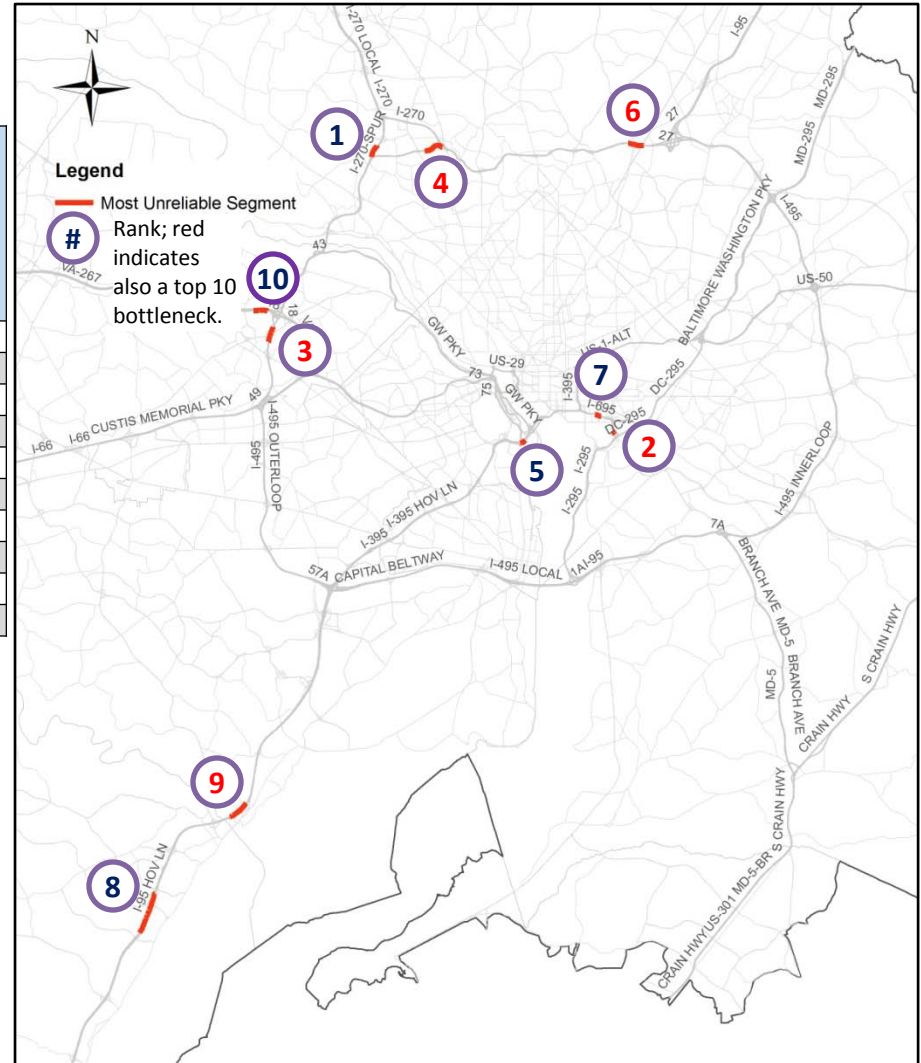 N
I-270 LOCAL
I-270
I-270
I-270-SPUR
I-95
27
27
MD-295
MD-295
1
4
6
Legend
Most Unreliable Segment
#
Rank; red
indicates
also a top 10
bottleneck.
VA-267
43
10
18
3
GW PKY
US-29
73
75
GW PKY
US-1-ALT
BALTIMORE WASHINGTON PKY
I-495
US-50
7
I-395
I-695
DC-295
DC-295
2
5
49
I-66
I-66
CUSTIS MEMORIAL PKY
I-495
I-495 OUTERLOOP
I-295
I-295
I-495 INNERLOOP
I-395
I-395 HOV LN
57A
CAPITAL BELTWAY
I-495 LOCAL
1AI-95
7A
BRANCH AVE
MD-5
BRANCH AVE
MD-5
S CRAIN HWY
CRAIN HWY
S CRAIN HWY
MD-5-BR
US-301
CRAIN HWY
9
8
I-95 HOV LN